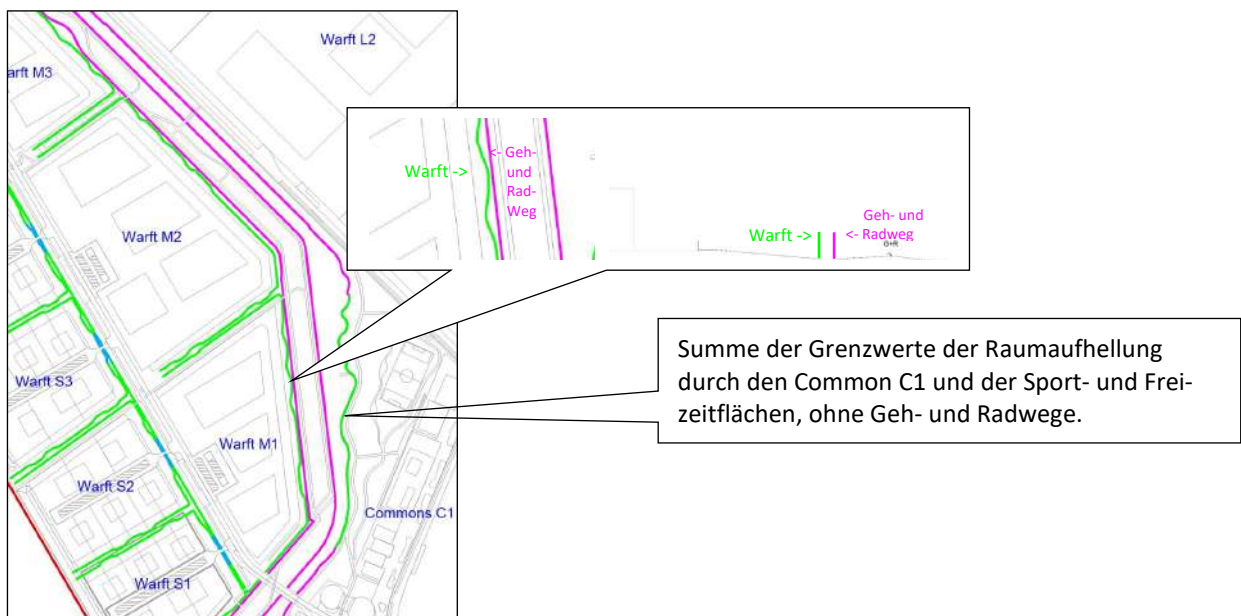 Warft L2
arft M3
Warft M2
Warft S3
Warft M1
Warft S2
Commons C1
Warft S1
Warft ->
<- Geh-
und
Rad-
Weg
Warft ->
Geh- und
<- Radweg
G+R
Summe der Grenzwerte der Raumaufhellung
durch den Common C1 und der Sport- und Frei-
zeitflächen, ohne Geh- und Radwege.